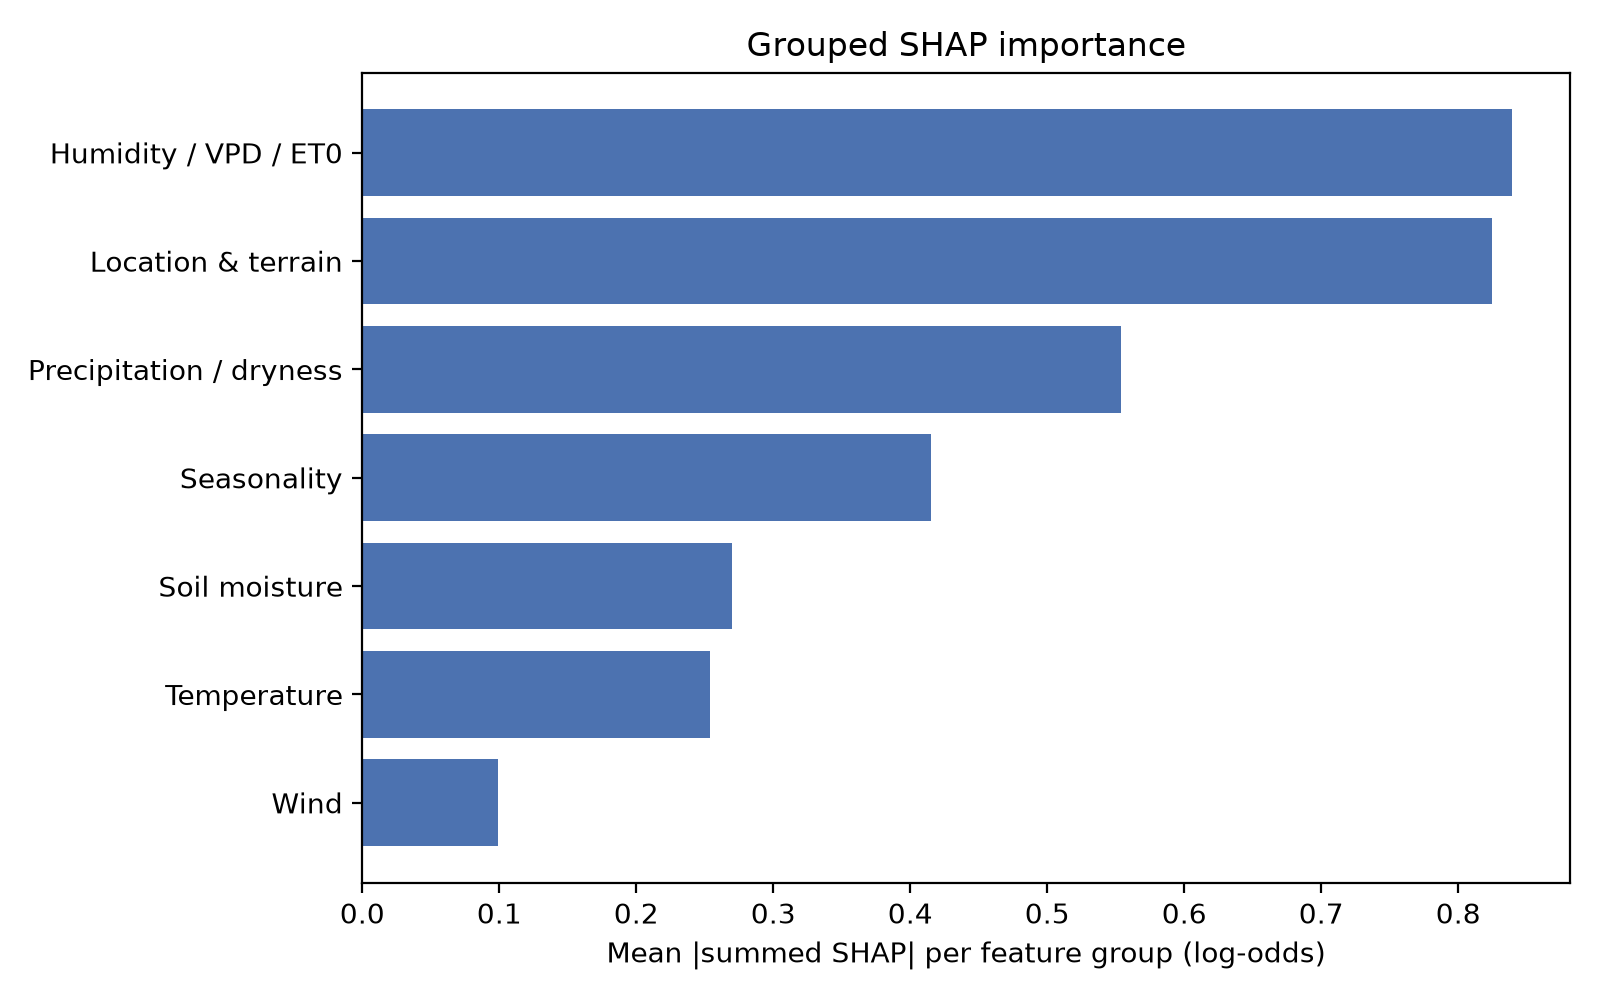 Grouped SHAP importance
Humidity / VPD / ET0
Location & terrain
Precipitation / dryness
Seasonality
Soil moisture
Temperature
Wind
0.0 0.1 0.2 0.3 0.4 0.5 0.6 0.7 0.8
Mean |summed SHAP| per feature group (log-odds)